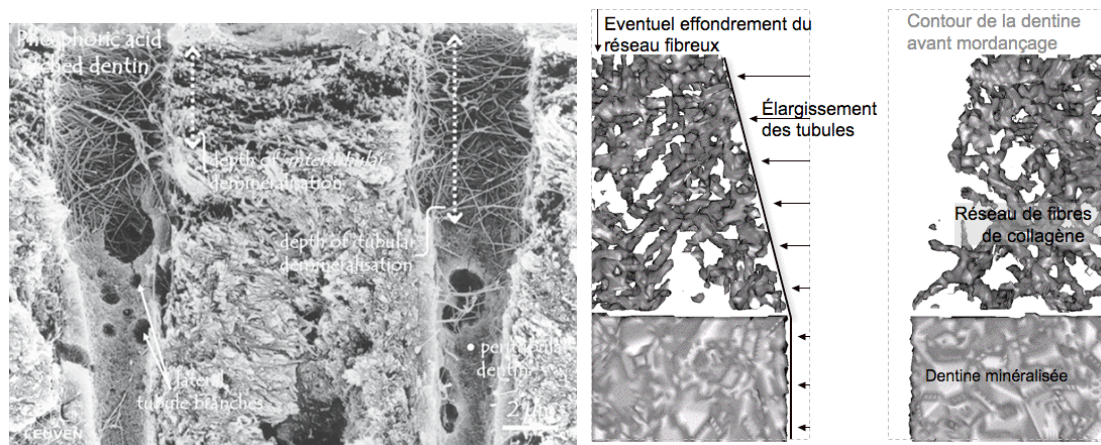 Phosphoric acid
etched dentin
depth of intertubular
demineralisation
depth of itubular
demineralisation
lateral
tubule branches
peritubular
dentin
2 µm
LEUVEN
Eventuel effondrement du
réseau fibreux
Élargissement
des tubules
Contour de la dentine
avant mordançage
Réseau de fibres
de collagène
Dentine minéralisée